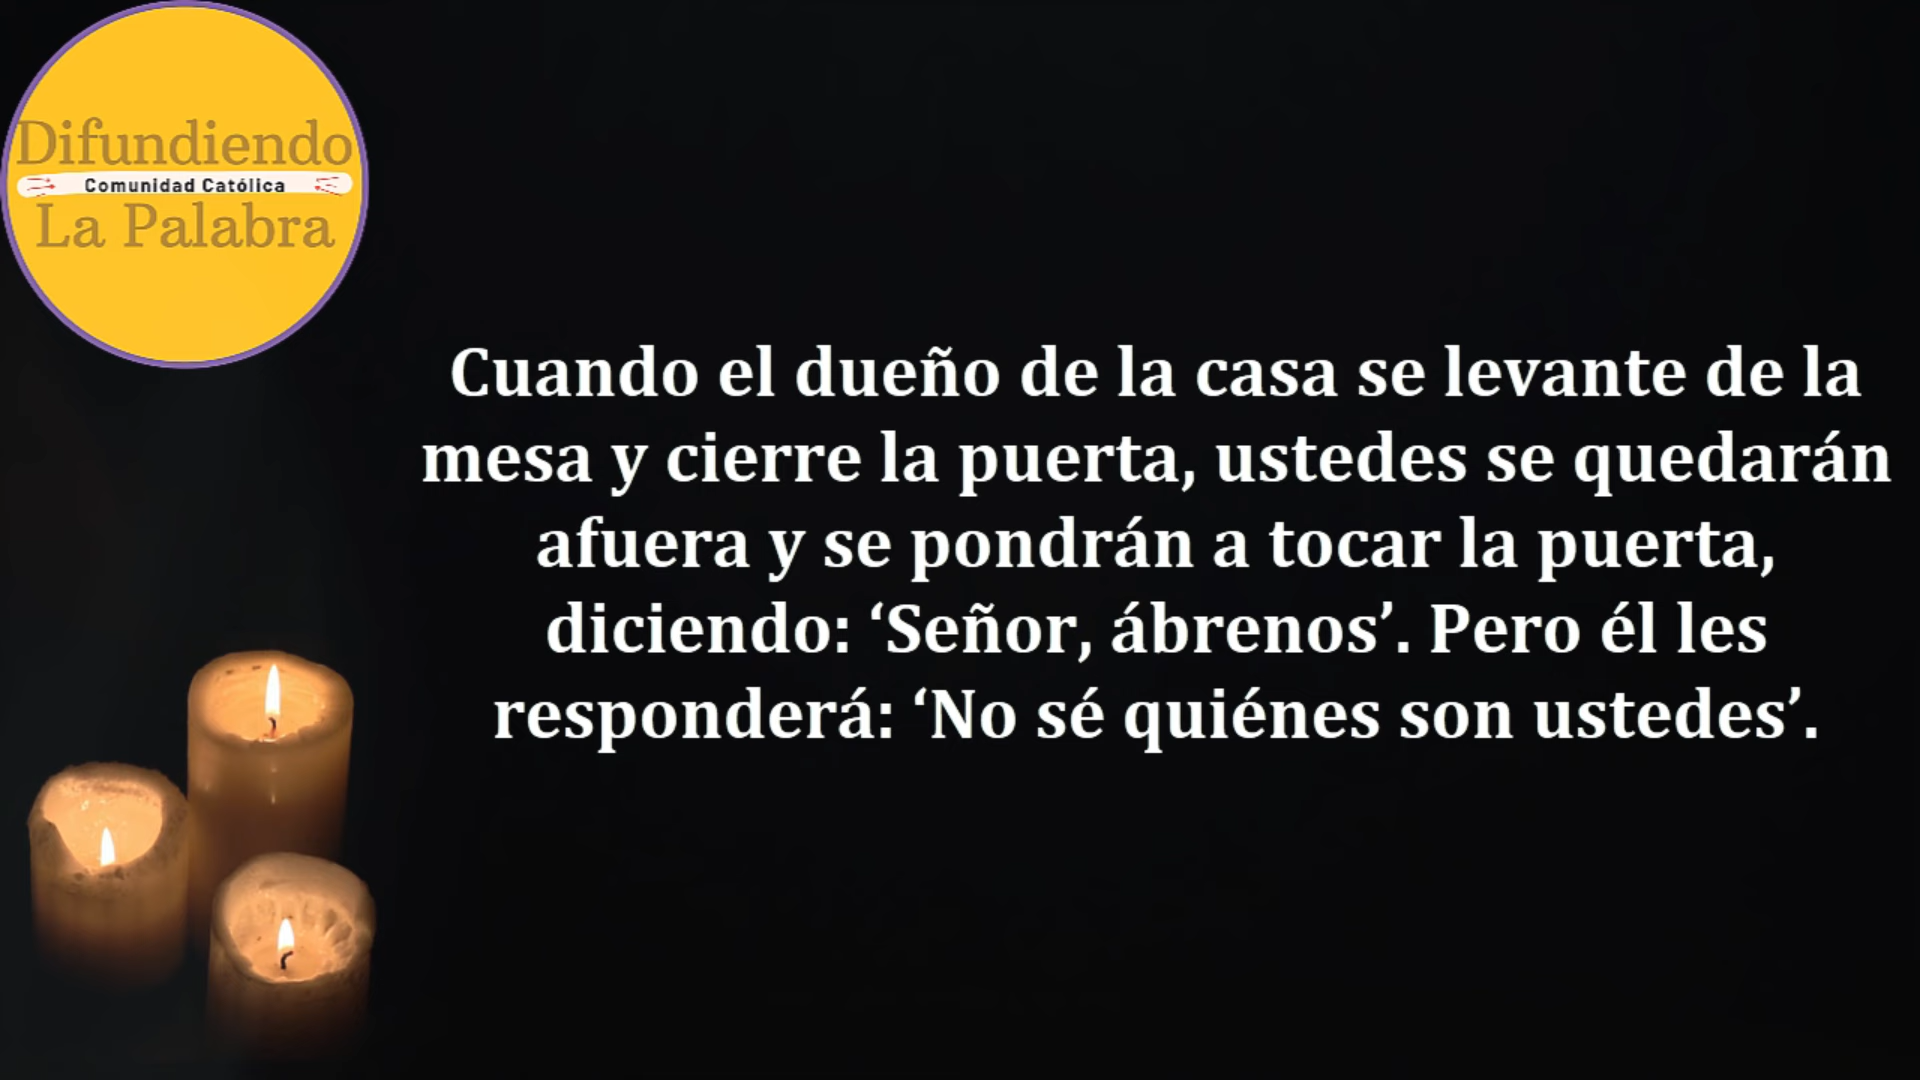 Difundiendo
Comunidad Católica
La Palabra
Cuando el dueño de la casa se levante de la
mesa y cierre la puerta, ustedes se quedarán
afuera y se pondrán a tocar la puerta,
diciendo: ‘Señor, ábrenos’. Pero él les
responderá: ‘No sé quiénes son ustedes’.